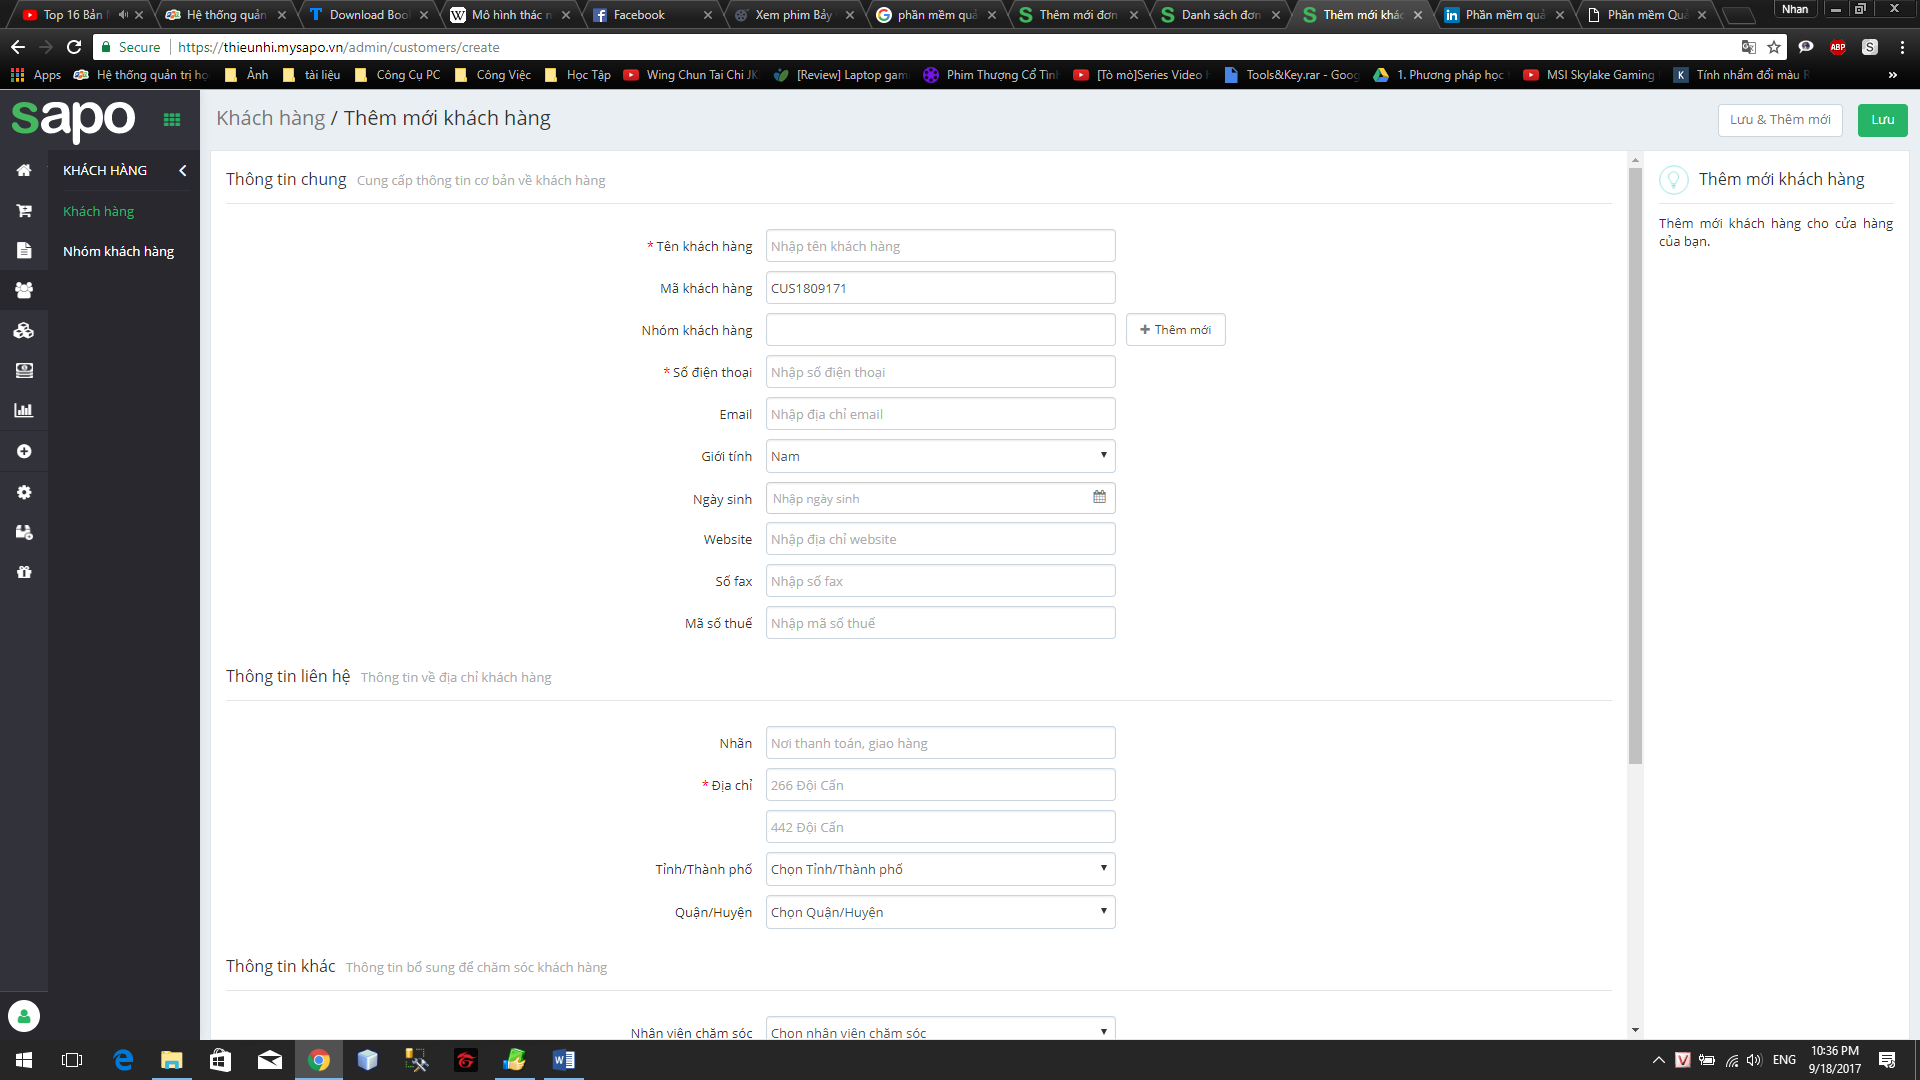 Top 16 Bản
Hệ thống quản
Download Bool
Mô hình thác n
Facebook
Xem phim Bảy
phần mềm quả
Thêm mới đơn
Danh sách đơn
Thêm mới khác
Phần mềm quả
Phần mềm Quả
Nhan
Secure
https://thieunhi.mysapo.vn/admin/customers/create
Apps
Hệ thống quản trị họ
Ảnh
tài liệu
Công Cụ PC
Công Việc
Học Tập
Wing Chun Tai Chi JK
[Review] Laptop gam
Phim Thượng Cổ Tình
[Tò mò]Series Video
Tools&Key.rar - Goog
1. Phương pháp học
MSI Skylake Gaming
Tính nhẩm đổi màu
sapo
Khách hàng / Thêm mới khách hàng
Lưu & Thêm mới
Lưu
KHÁCH HÀNG
Khách hàng
Nhóm khách hàng
Thông tin chung Cung cấp thông tin cơ bản về khách hàng
* Tên khách hàng Nhập tên khách hàng
Mã khách hàng CUS1809171
Nhóm khách hàng + Thêm mới
* Số điện thoại Nhập số điện thoại
Email Nhập địa chỉ email
Giới tính Nam
Ngày sinh Nhập ngày sinh
Website Nhập địa chỉ website
Số fax Nhập số fax
Mã số thuế Nhập mã số thuế
Thông tin liên hệ Thông tin về địa chỉ khách hàng
Nhãn Nơi thanh toán, giao hàng
* Địa chỉ 266 Đội Cấn
442 Đội Cấn
Tỉnh/Thành phố Chọn Tỉnh/Thành phố
Quận/Huyện Chọn Quận/Huyện
Thông tin khác Thông tin bổ sung để chăm sóc khách hàng
Nhân viên chăm sóc Chọn nhân viên chăm sóc
Thêm mới khách hàng
Thêm mới khách hàng cho cửa hàng
của bạn.
ENG
10:36 PM
9/18/2017